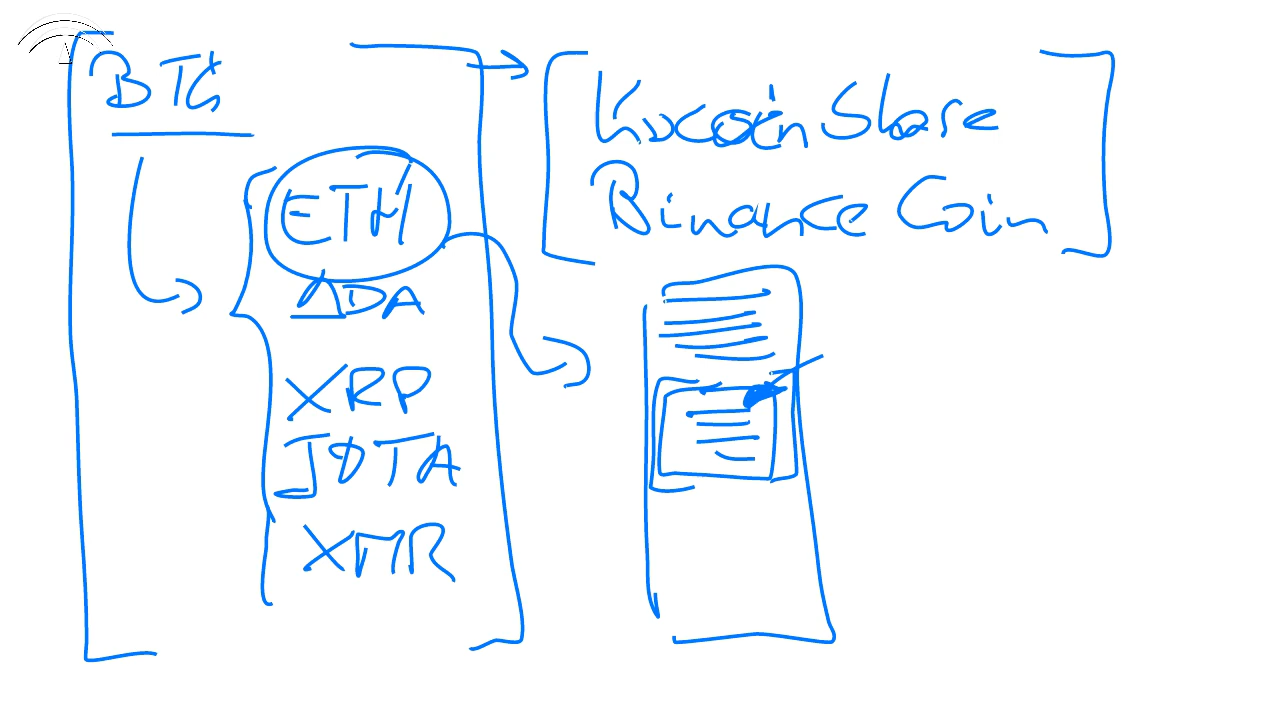 BTC
ETH
ADA
XRP
IOTA
XMR
Kucoin Share
Binance Coin